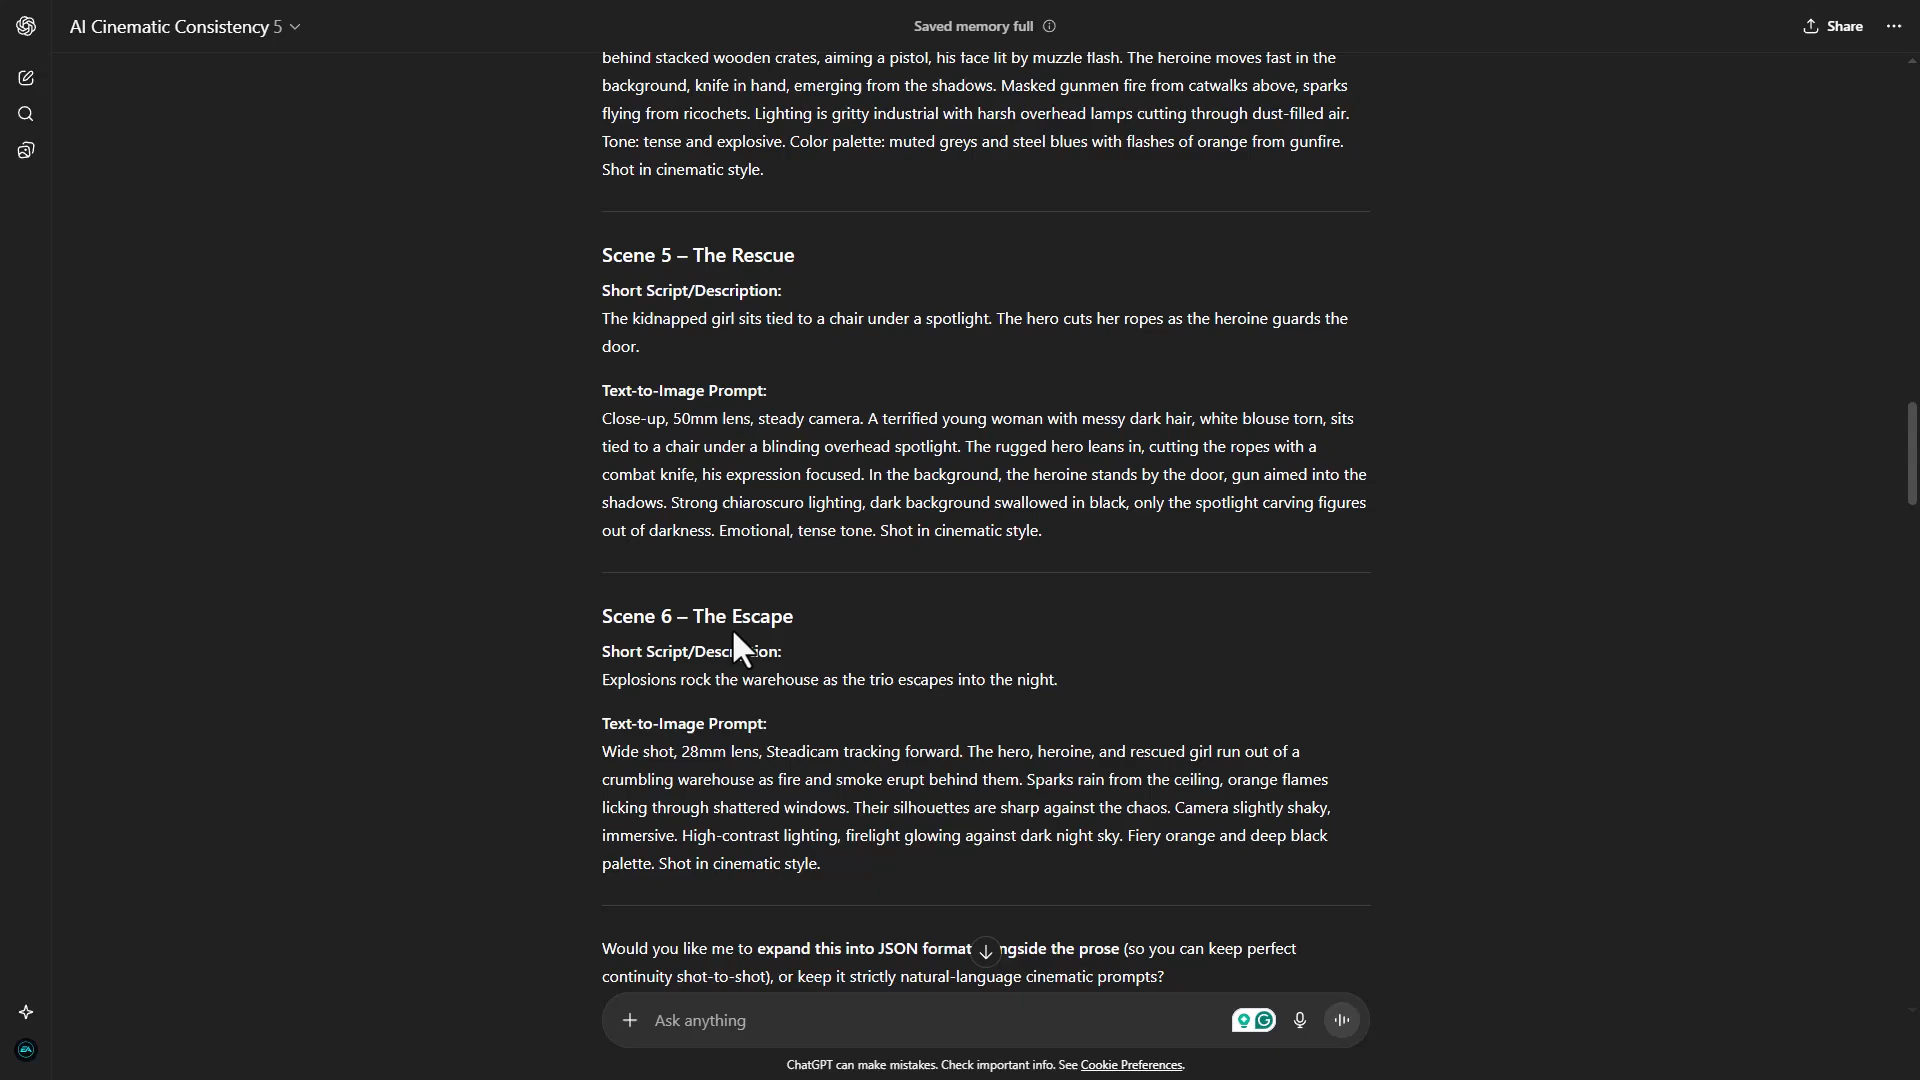 AI Cinematic Consistency 5
Saved memory full
Share
behind stacked wooden crates, aiming a pistol, his face lit by muzzle flash. The heroine moves fast in the
background, knife in hand, emerging from the shadows. Masked gunmen fire from catwalks above, sparks
flying from ricochets. Lighting is gritty industrial with harsh overhead lamps cutting through dust-filled air.
Tone: tense and explosive. Color palette: muted greys and steel blues with flashes of orange from gunfire.
Shot in cinematic style.
Scene 5 – The Rescue
Short Script/Description:
The kidnapped girl sits tied to a chair under a spotlight. The hero cuts her ropes as the heroine guards the
door.
Text-to-Image Prompt:
Close-up, 50mm lens, steady camera. A terrified young woman with messy dark hair, white blouse torn, sits
tied to a chair under a blinding overhead spotlight. The rugged hero leans in, cutting the ropes with a
combat knife, his expression focused. In the background, the heroine stands by the door, gun aimed into the
shadows. Strong chiaroscuro lighting, dark background swallowed in black, only the spotlight carving figures
out of darkness. Emotional, tense tone. Shot in cinematic style.
Scene 6 – The Escape
Short Script/Desc on:
Explosions rock the warehouse as the trio escapes into the night.
Text-to-Image Prompt:
Wide shot, 28mm lens, Steadicam tracking forward. The hero, heroine, and rescued girl run out of a
crumbling warehouse as fire and smoke erupt behind them. Sparks rain from the ceiling, orange flames
licking through shattered windows. Their silhouettes are sharp against the chaos. Camera slightly shaky,
immersive. High-contrast lighting, firelight glowing against dark night sky. Fiery orange and deep black
palette. Shot in cinematic style.
Would you like me to expand this into JSON format ngside the prose (so you can keep perfect
continuity shot-to-shot), or keep it strictly natural-language cinematic prompts?
Ask anything
ChatGPT can make mistakes. Check important info. See Cookie Preferences.